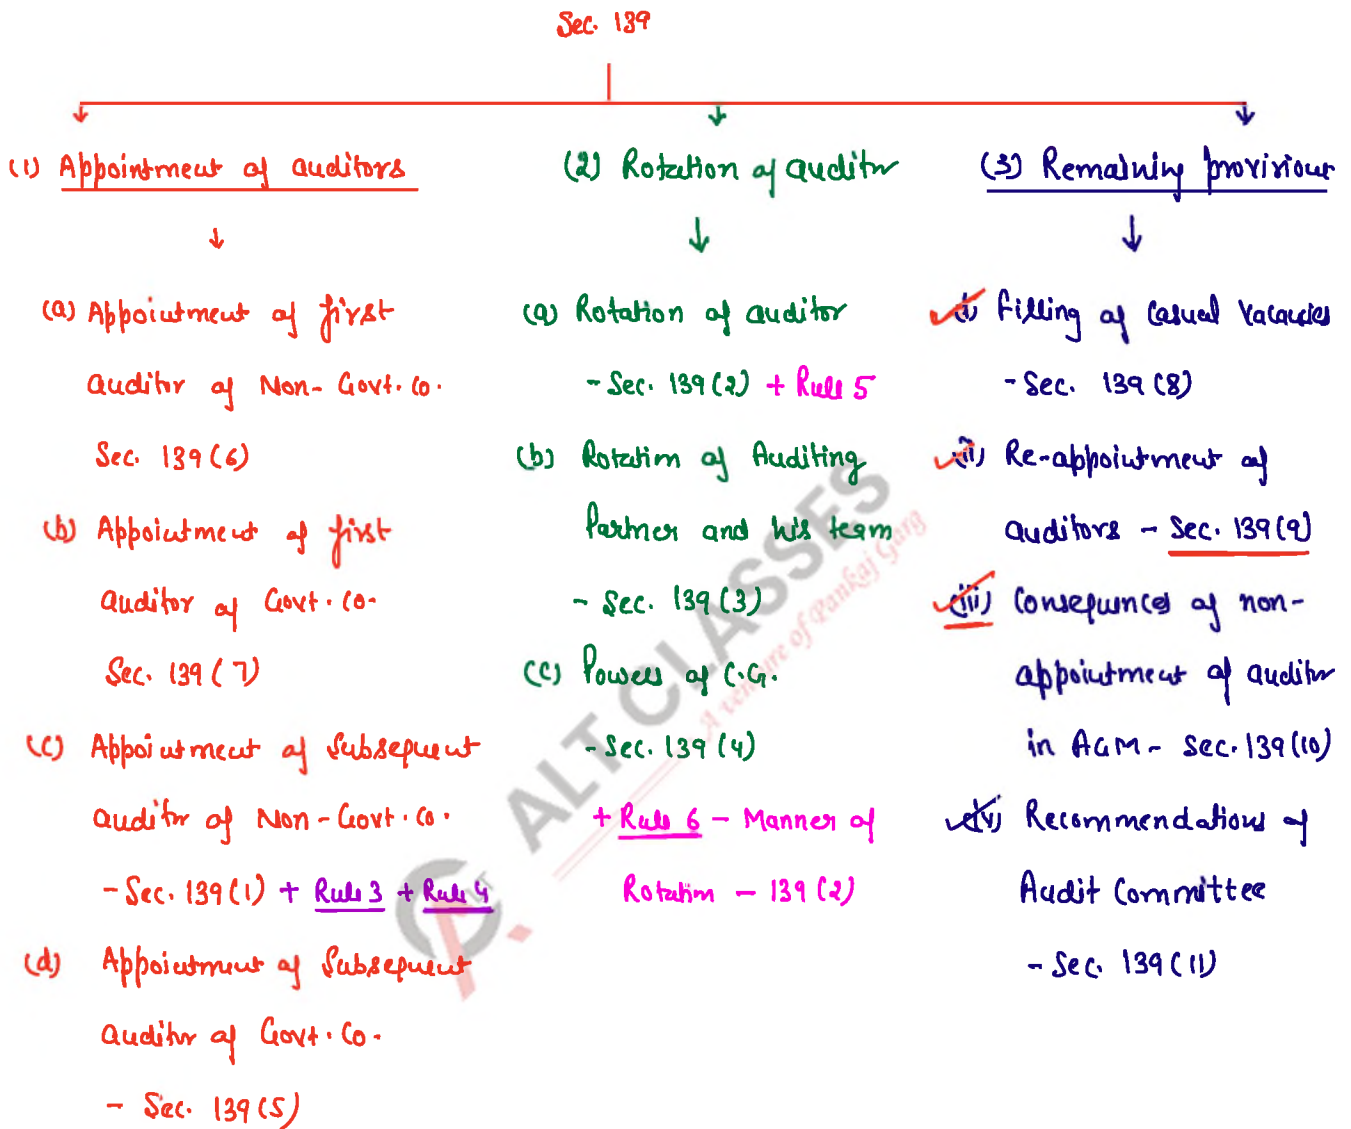 Sec. 139
(1) Appointment of auditors
(a) Appointment of first
auditor of Non-Govt. Co.
Sec. 139(6)
(b) Appointment of first
auditor of Govt. Co.
Sec. 139(7)
(c) Appointment of Subsequent
auditor of Non-Govt. Co.
- Sec. 139(1) + Rule 3 + Rule 4
(d) Appointment of Subsequent
auditor of Govt. Co.
- Sec. 139(5)
(2) Rotation of auditor
(a) Rotation of auditor
- Sec. 139(2) + Rule 5
(b) Rotation of Auditing
Partner and his team
- Sec. 139(3)
(c) Powers of C.G.
- Sec. 139(4)
+ Rule 6 - Manner of
Rotation - 139(2)
(3) Remaining provisions
(i) Filling of Casual Vacancies
- Sec. 139(8)
(ii) Re-appointment of
auditors - Sec. 139(9)
(iii) Consequences of non-
appointment of auditor
in AGM - Sec. 139(10)
(iv) Recommendations of
Audit Committee
- Sec. 139(11)
ALT CLASSES
A venture of Pankaj Garg